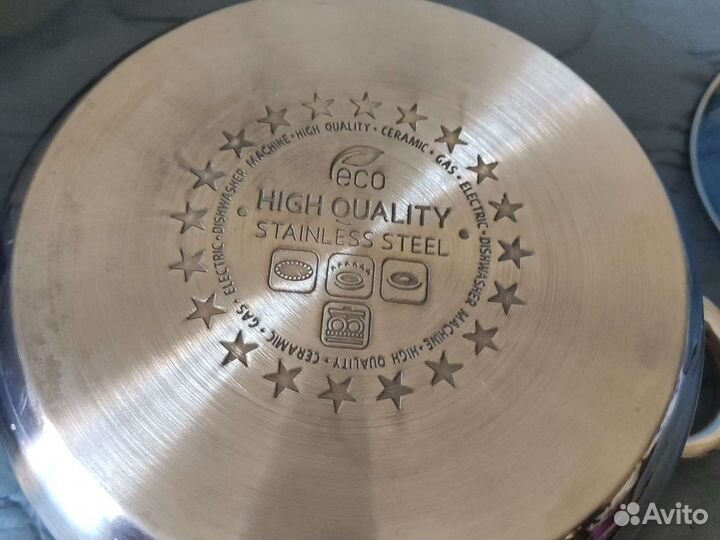 eco
HIGH QUALITY
STAINLESS STEEL
HIGH QUALITY • CERAMIC • GAS • ELECTRIC • DISHWASHER MACHINE • HIGH QUALITY • CERAMIC • GAS • ELECTRIC • DISHWASHER MACHINE •
Avito